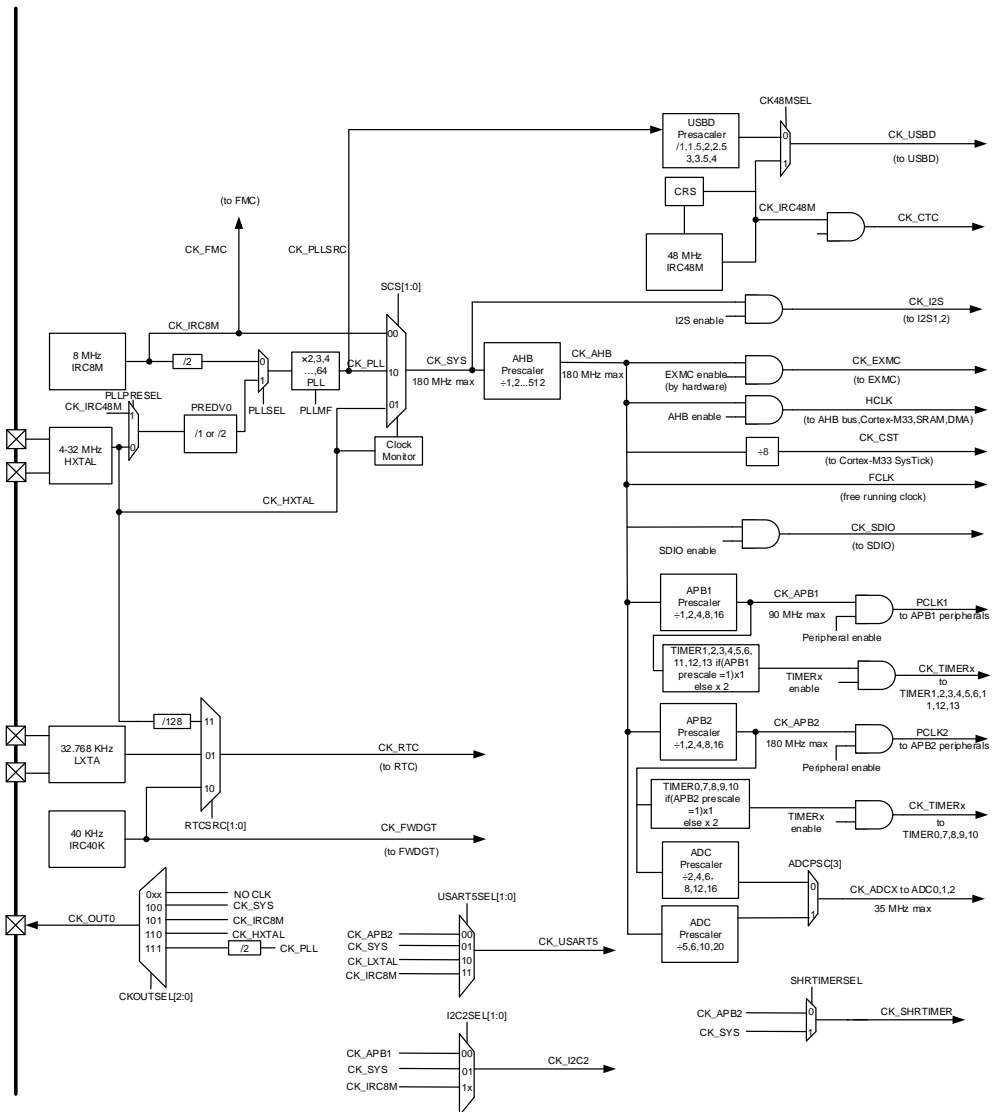 CK48MSEL
USBD
Presacaler
/1,1.5,2,2.5
3,3.5,4
0
1
CK_USBD
(to USBD)
CRS
CK_IRC48M
CK_CTC
48 MHz
IRC48M
(to FMC)
CK_FMC
CK_PLLSRC
SCS[1:0]
CK_I2S
(to I2S1,2)
I2S enable
CK_IRC8M
00
8 MHz
IRC8M
/2
0
1
×2,3,4
…,64
PLL
CK_PLL
10
CK_SYS
180 MHz max
AHB
Prescaler
÷1,2...512
CK_AHB
180 MHz max
EXMC enable
(by hardware)
CK_EXMC
(to EXMC)
PLLPRESEL
CK_IRC48M
1
0
PREDV0
/1 or /2
PLLSEL
PLLMF
01
AHB enable
HCLK
(to AHB bus,Cortex-M33,SRAM,DMA)
4-32 MHz
HXTAL
Clock
Monitor
÷8
CK_CST
(to Cortex-M33 SysTick)
CK_HXTAL
FCLK
(free running clock)
SDIO enable
CK_SDIO
(to SDIO)
APB1
Prescaler
÷1,2,4,8,16
CK_APB1
90 MHz max
Peripheral enable
PCLK1
to APB1 peripherals
TIMER1,2,3,4,5,6,
11,12,13 if(APB1
prescale =1)x1
else x 2
TIMERx
enable
CK_TIMERx
to
TIMER1,2,3,4,5,6,1
1,12,13
/128
11
32.768 KHz
LXTA
01
CK_RTC
(to RTC)
10
RTCSRC[1:0]
APB2
Prescaler
÷1,2,4,8,16
CK_APB2
180 MHz max
Peripheral enable
PCLK2
to APB2 peripherals
TIMER0,7,8,9,10
if(APB2 prescale
=1)x1
else x 2
TIMERx
enable
CK_TIMERx
to
TIMER0,7,8,9,10
40 KHz
IRC40K
CK_FWDGT
(to FWDGT)
ADC
Prescaler
÷2,4,6,
8,12,16
ADCPSC[3]
0
1
CK_ADCX to ADC0,1,2
35 MHz max
ADC
Prescaler
÷5,6,10,20
CK_OUT0
0xx
NO CLK
100
CK_SYS
101
CK_IRC8M
110
CK_HXTAL
111
/2
CK_PLL
CKOUTSEL[2:0]
USART5SEL[1:0]
CK_APB2
00
CK_SYS
01
CK_LXTAL
10
CK_IRC8M
11
CK_USART5
SHRTIMERSEL
CK_APB2
0
CK_SYS
1
CK_SHRTIMER
I2C2SEL[1:0]
CK_APB1
00
CK_SYS
01
CK_IRC8M
1x
CK_I2C2